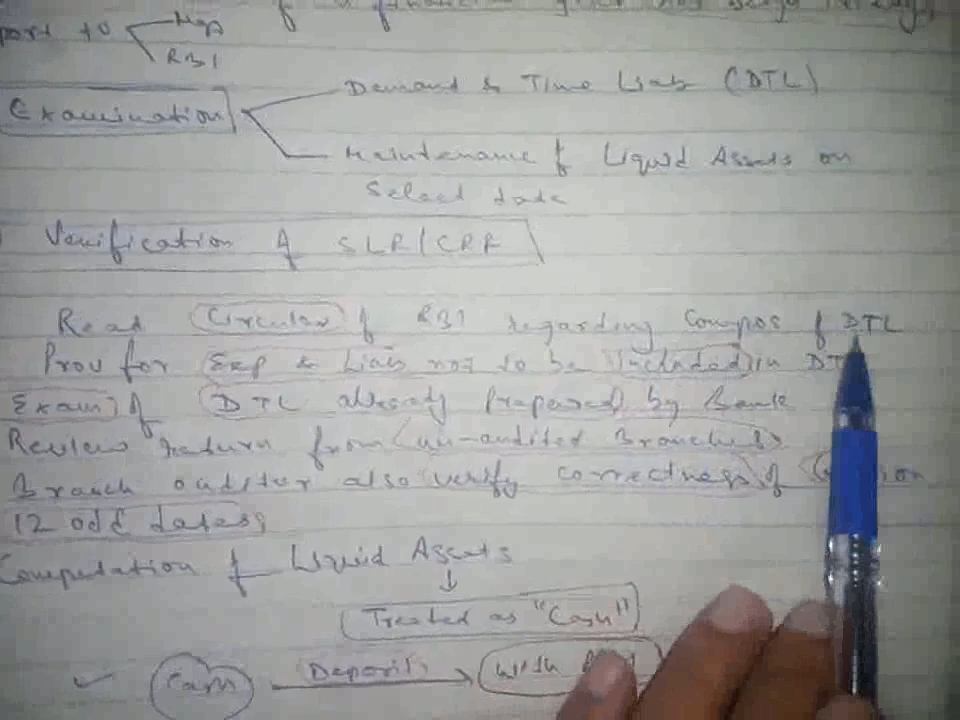 port to
RBI
Demand & Time Liab (DTL)
Examination
Maintenance of Liquid Assets on
Select date
Verification of SLR/CRR
Read Circular of RBI regarding Compos of DTL
Prov for Exp & Liab not to be included in DT
Exam of DTL already prepared by Bank
Review return from un-audited Branches
Branch auditor also verify correctness of on
12 odd dates
Computation of Liquid Assets
Treated as "Cash"
Cash Deposit With